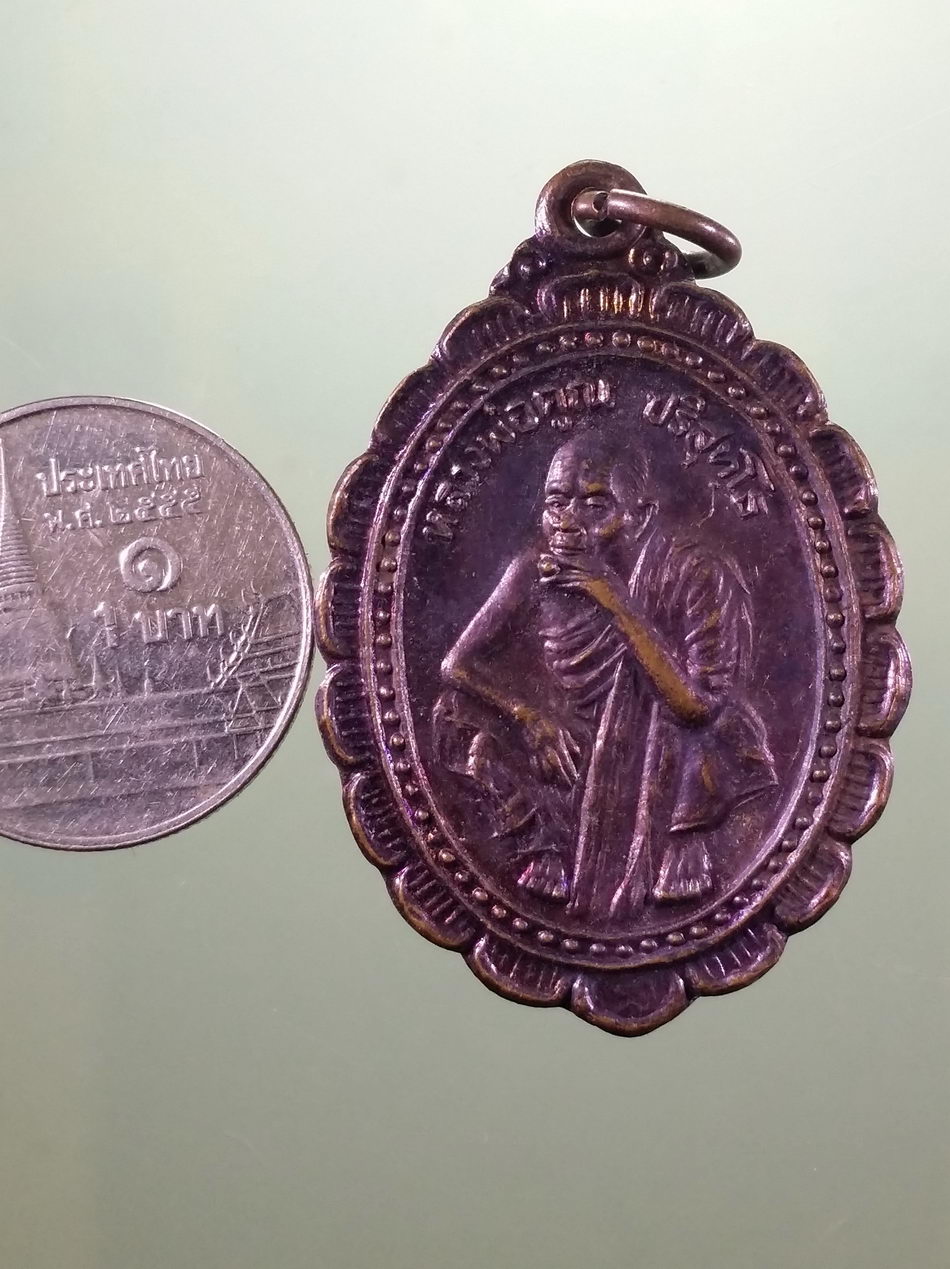 ประเทศไทย
พ.ศ. ๒๕๕๕
๑
1 บาท
หลวงพ่อคูณ ปริสุทฺโธ